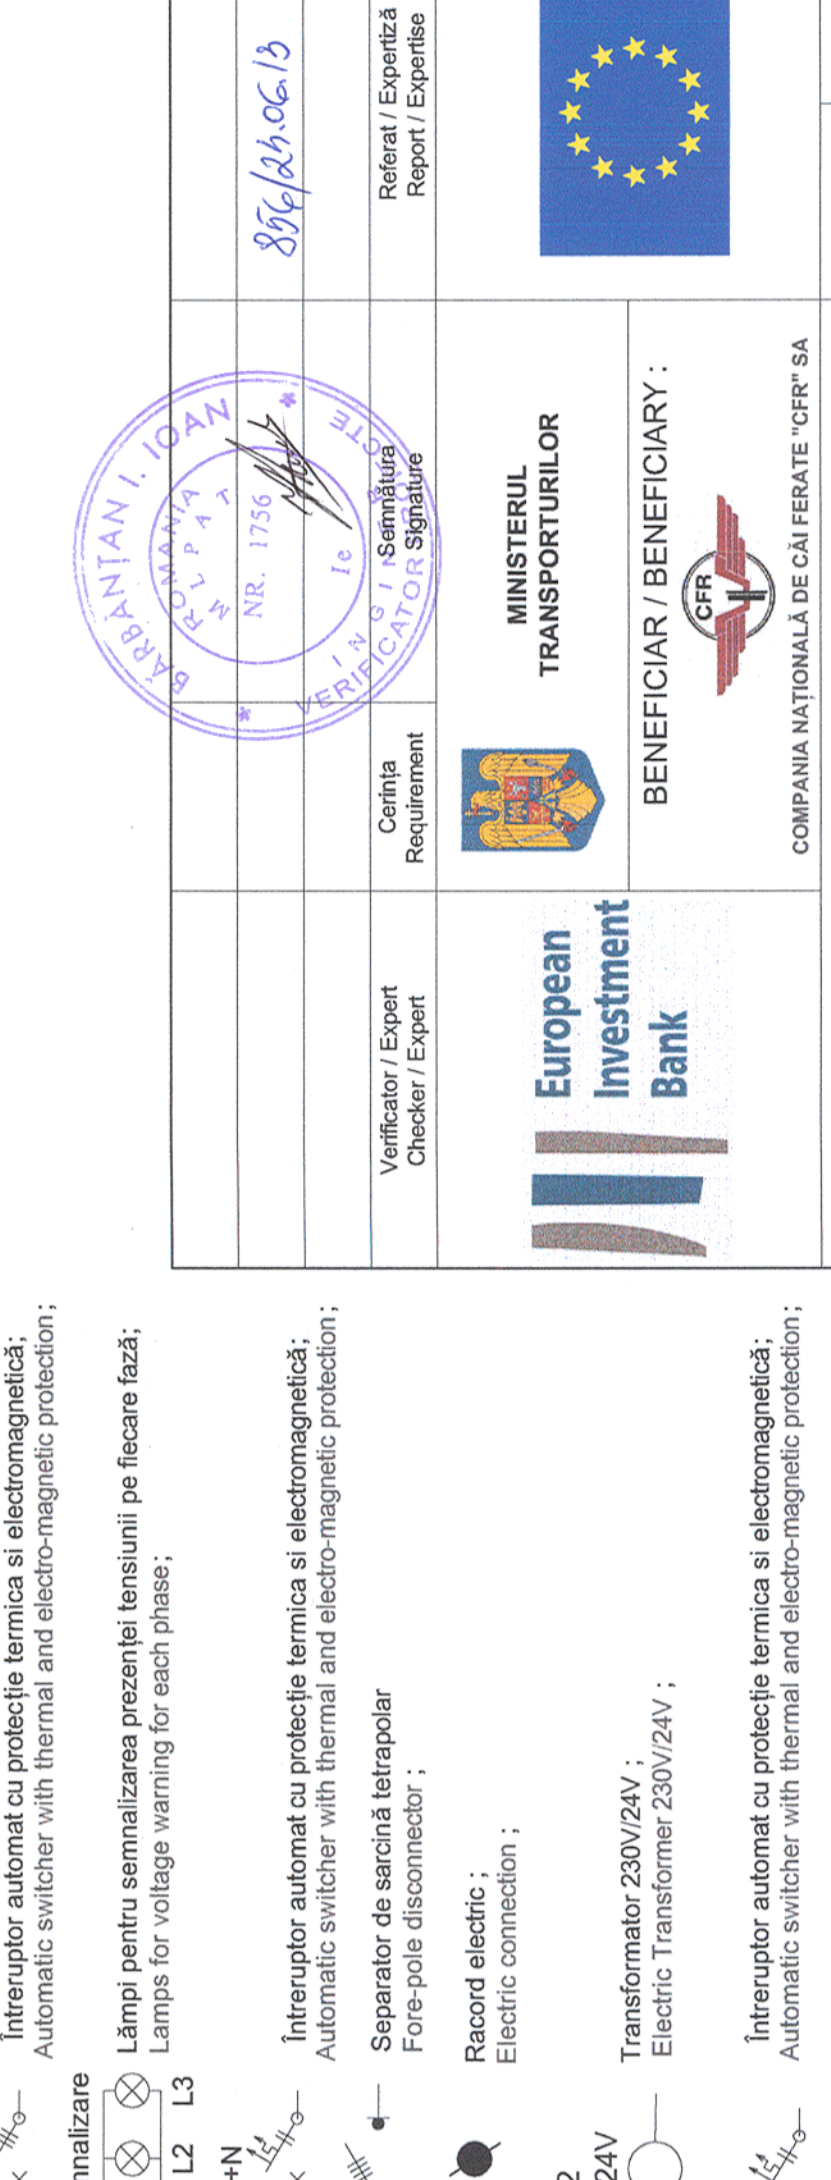 Întreruptor automat cu protecție termica si electromagnetică;
Automatic switcher with thermal and electro-magnetic protection;
Lămpi pentru semnalizarea prezenței tensiunii pe fiecare fază;
Lamps for voltage warning for each phase;
L2 L3
+N
Întreruptor automat cu protecție termica si electromagnetică;
Automatic switcher with thermal and electro-magnetic protection;
Separator de sarcină tetrapolar
Fore-pole disconnector ;
Racord electric ;
Electric connection ;
24V
Transformator 230V/24V ;
Electric Transformer 230V/24V ;
Întreruptor automat cu protecție termica si electromagnetică;
Automatic switcher with thermal and electro-magnetic protection;
BĂRBÂNȚAN I. IOAN
ROMANIA
M L P A T
NR. 1756
Ie
VERIFICATOR
856/25.06.13
Verificator / Expert
Checker / Expert
Cerința
Requirement
Semnătura
Signature
Referat / Expertiză
Report / Expertise
European
Investment
Bank
MINISTERUL
TRANSPORTURILOR
BENEFICIAR / BENEFICIARY :
CFR
COMPANIA NAȚIONALĂ DE CĂI FERATE "CFR" SA